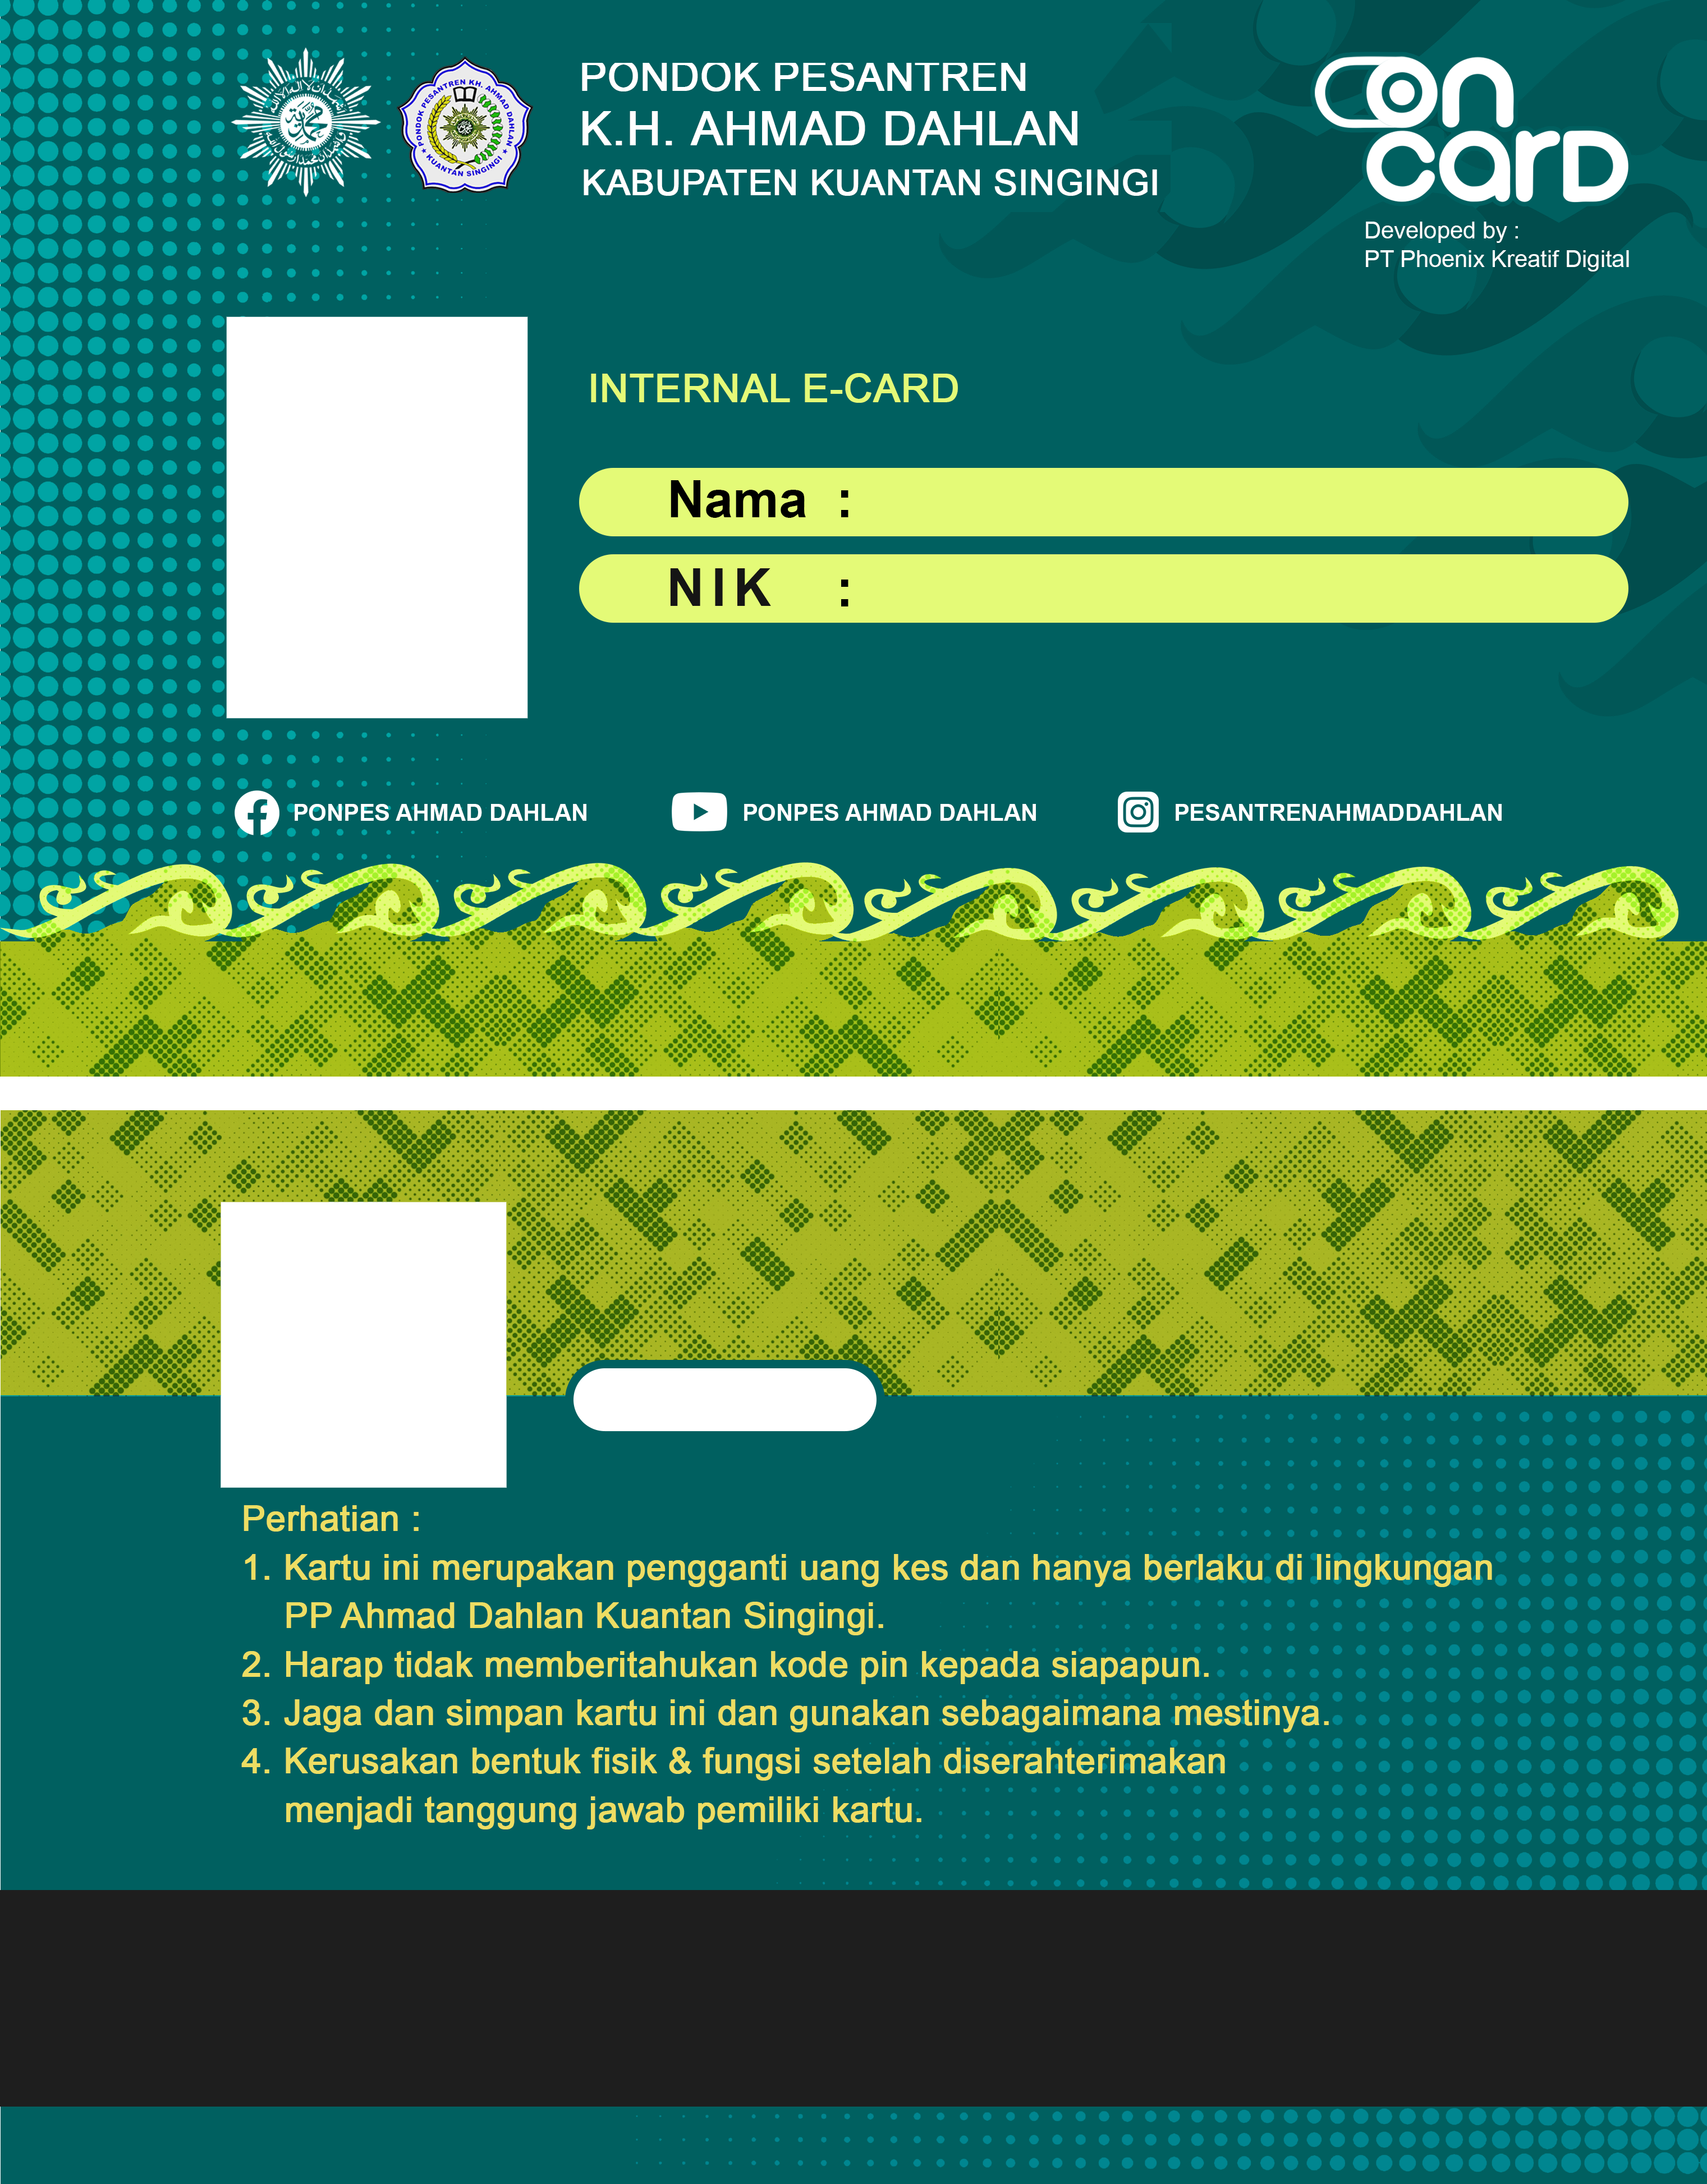 PONDOK PESANTREN
K.H. AHMAD DAHLAN
KABUPATEN KUANTAN SINGINGI
PONDOK PESANTREN KH. AHMAD DAHLAN
KUANTAN SINGINGI
on
card
Developed by :
PT Phoenix Kreatif Digital
INTERNAL E-CARD
Nama :
NIK :
PONPES AHMAD DAHLAN
PONPES AHMAD DAHLAN
PESANTRENAHMADDAHLAN
Perhatian :
1. Kartu ini merupakan pengganti uang kes dan hanya berlaku di lingkungan
PP Ahmad Dahlan Kuantan Singingi.
2. Harap tidak memberitahukan kode pin kepada siapapun.
3. Jaga dan simpan kartu ini dan gunakan sebagaimana mestinya.
4. Kerusakan bentuk fisik & fungsi setelah diserahterimakan
menjadi tanggung jawab pemiliki kartu.